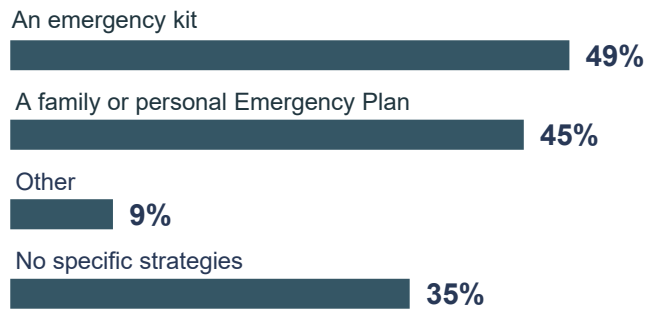 An emergency kit
49%
A family or personal Emergency Plan
45%
Other
9%
No specific strategies
35%